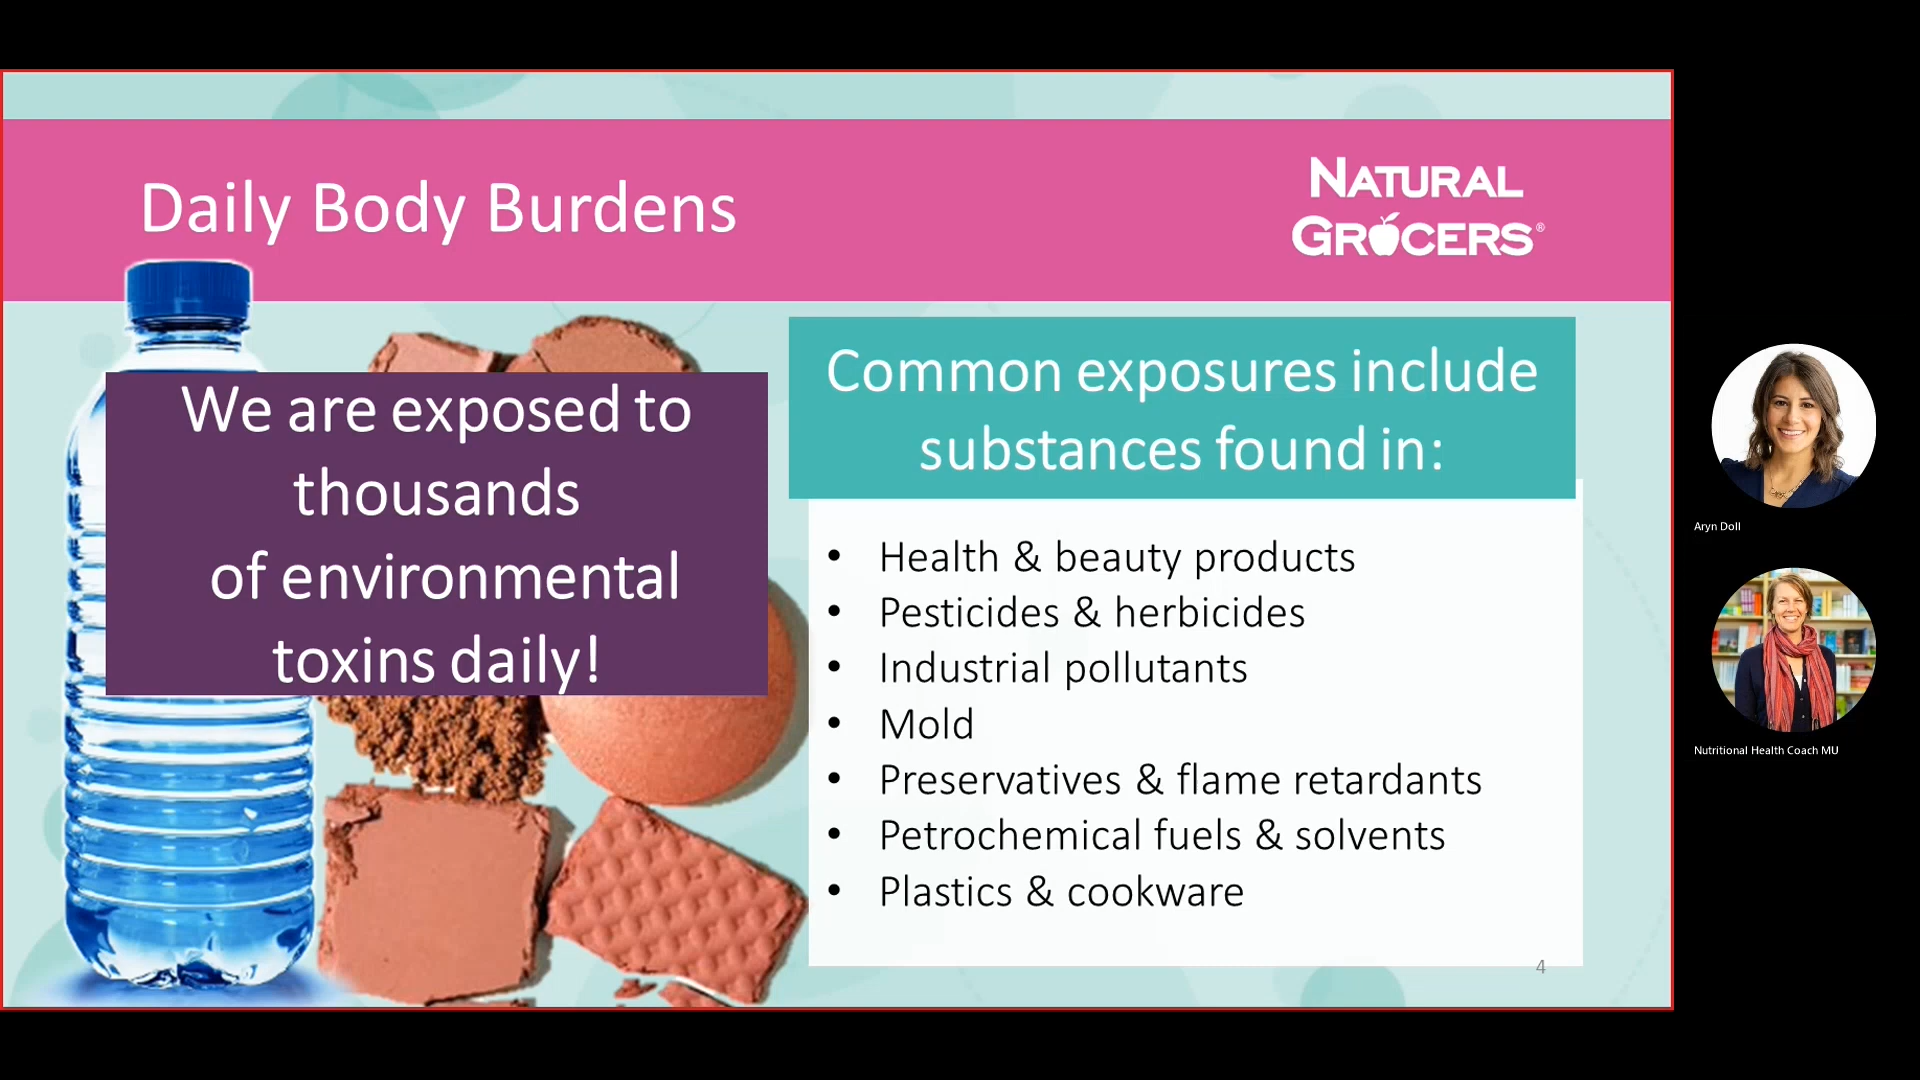 Daily Body Burdens
NATURAL
GROCERS®
We are exposed to
thousands
of environmental
toxins daily!
Common exposures include
substances found in:
• Health & beauty products
• Pesticides & herbicides
• Industrial pollutants
• Mold
• Preservatives & flame retardants
• Petrochemical fuels & solvents
• Plastics & cookware
4
Aryn Doll
Nutritional Health Coach MU